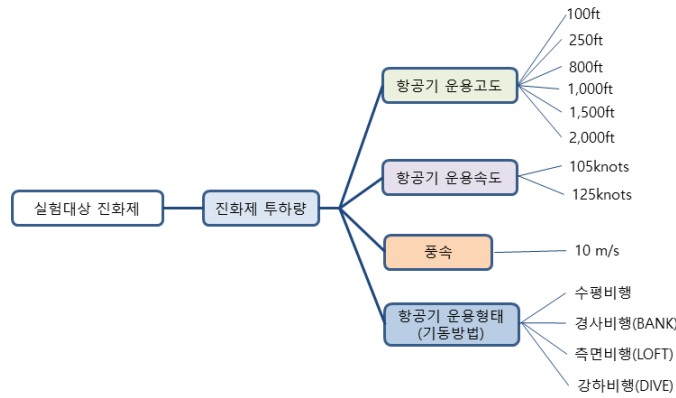 실험대상 진화제
진화제 투하량
항공기 운용고도
100ft
250ft
800ft
1,000ft
1,500ft
2,000ft
항공기 운용속도
105knots
125knots
풍속
10 m/s
항공기 운용형태
(기동방법)
수평비행
경사비행(BANK)
측면비행(LOFT)
강하비행(DIVE)